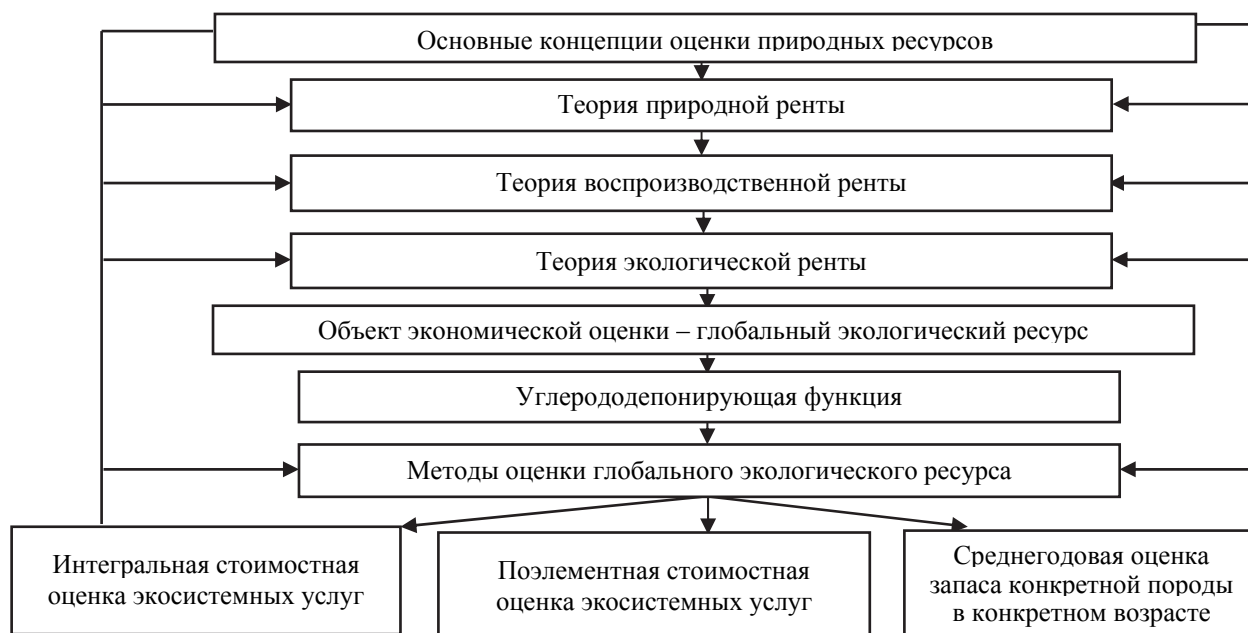 Основные концепции оценки природных ресурсов
Теория природной ренты
Теория воспроизводственной ренты
Теория экологической ренты
Объект экономической оценки – глобальный экологический ресурс
Углерододепонирующая функция
Методы оценки глобального экологического ресурса
Интегральная стоимостная
оценка экосистемных услуг
Поэлементная стоимостная
оценка экосистемных услуг
Среднегодовая оценка
запаса конкретной породы
в конкретном возрасте